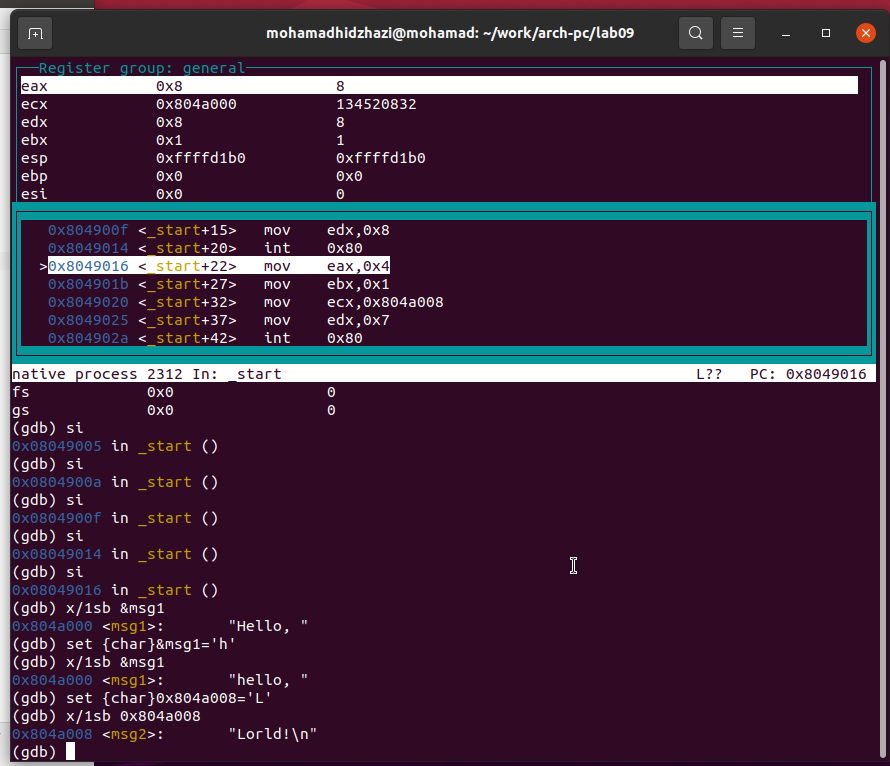 mohamadhidzhazi@mohamad: ~/work/arch-pc/lab09
Register group: general
eax 0x8 8
ecx 0x804a000 134520832
edx 0x8 8
ebx 0x1 1
esp 0xffffd1b0 0xffffd1b0
ebp 0x0 0x0
esi 0x0 0
0x804900f <_start+15> mov edx,0x8
0x8049014 <_start+20> int 0x80
>0x8049016 <_start+22> mov eax,0x4
0x804901b <_start+27> mov ebx,0x1
0x8049020 <_start+32> mov ecx,0x804a008
0x8049025 <_start+37> mov edx,0x7
0x804902a <_start+42> int 0x80
native process 2312 In: _start L?? PC: 0x8049016
fs 0x0 0
gs 0x0 0
(gdb) si
0x08049005 in _start ()
(gdb) si
0x0804900a in _start ()
(gdb) si
0x0804900f in _start ()
(gdb) si
0x08049014 in _start ()
(gdb) si
0x08049016 in _start ()
(gdb) x/1sb &msg1
0x804a000 <msg1>: "Hello, "
(gdb) set {char}&msg1='h'
(gdb) x/1sb &msg1
0x804a000 <msg1>: "hello, "
(gdb) set {char}0x804a008='L'
(gdb) x/1sb 0x804a008
0x804a008 <msg2>: "Lorld!\n"
(gdb)